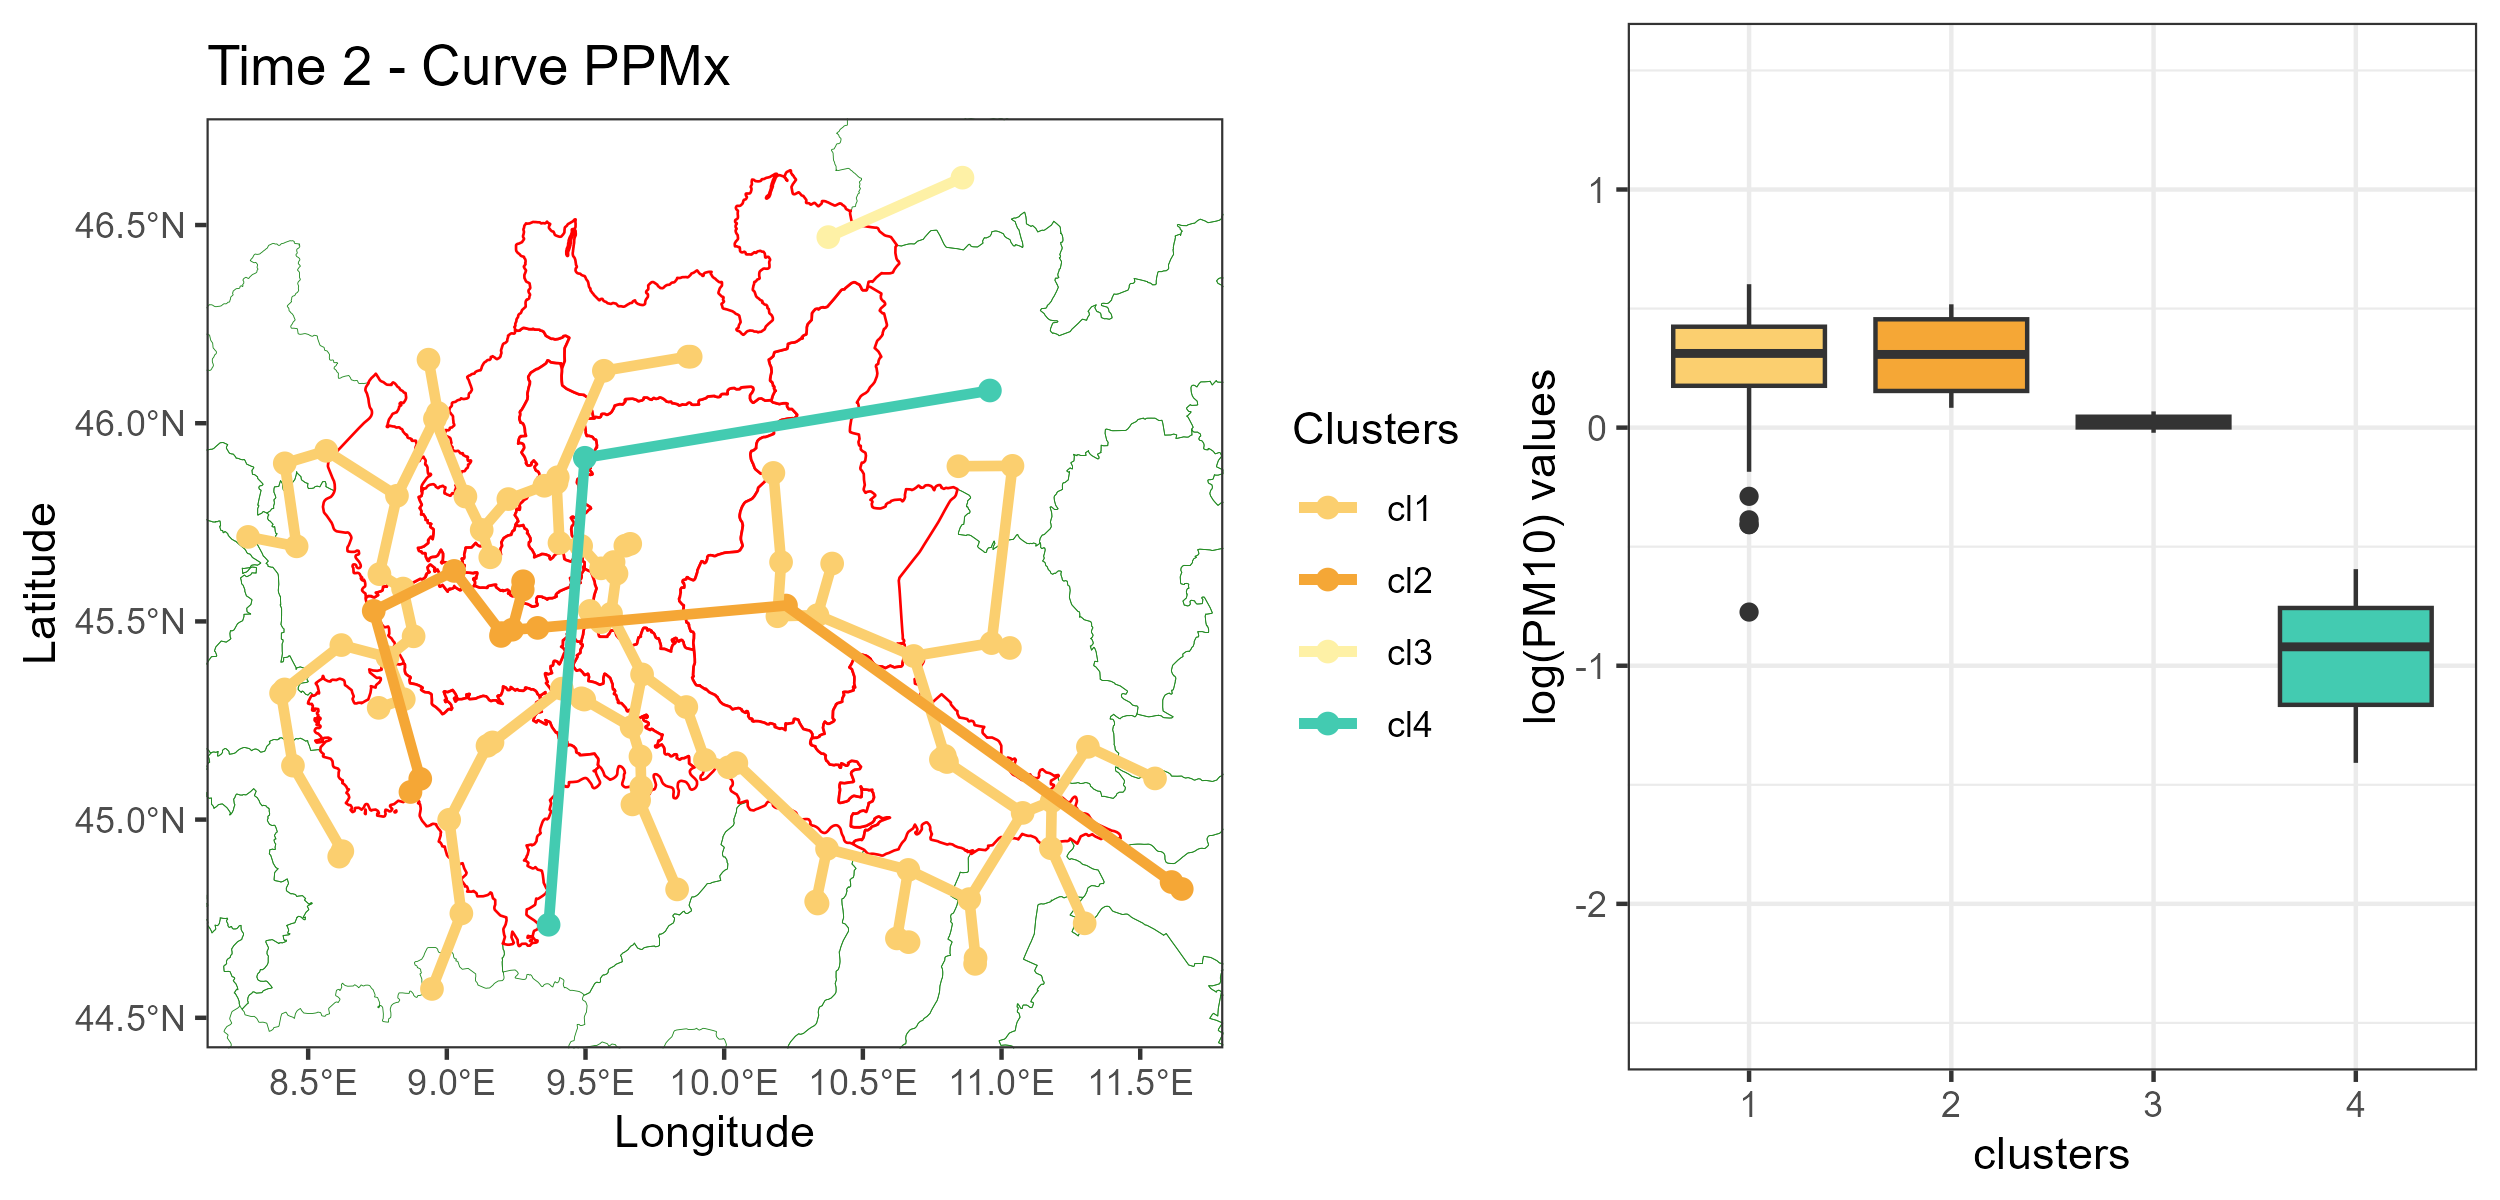 Time 2 - Curve PPMx
Latitude
46.5°N
46.0°N
45.5°N
45.0°N
44.5°N
8.5°E
9.0°E
9.5°E
10.0°E
10.5°E
11.0°E
11.5°E
Longitude
Clusters
cl1
cl2
cl3
cl4
log(PM10) values
1
0
-1
-2
1
2
3
4
clusters